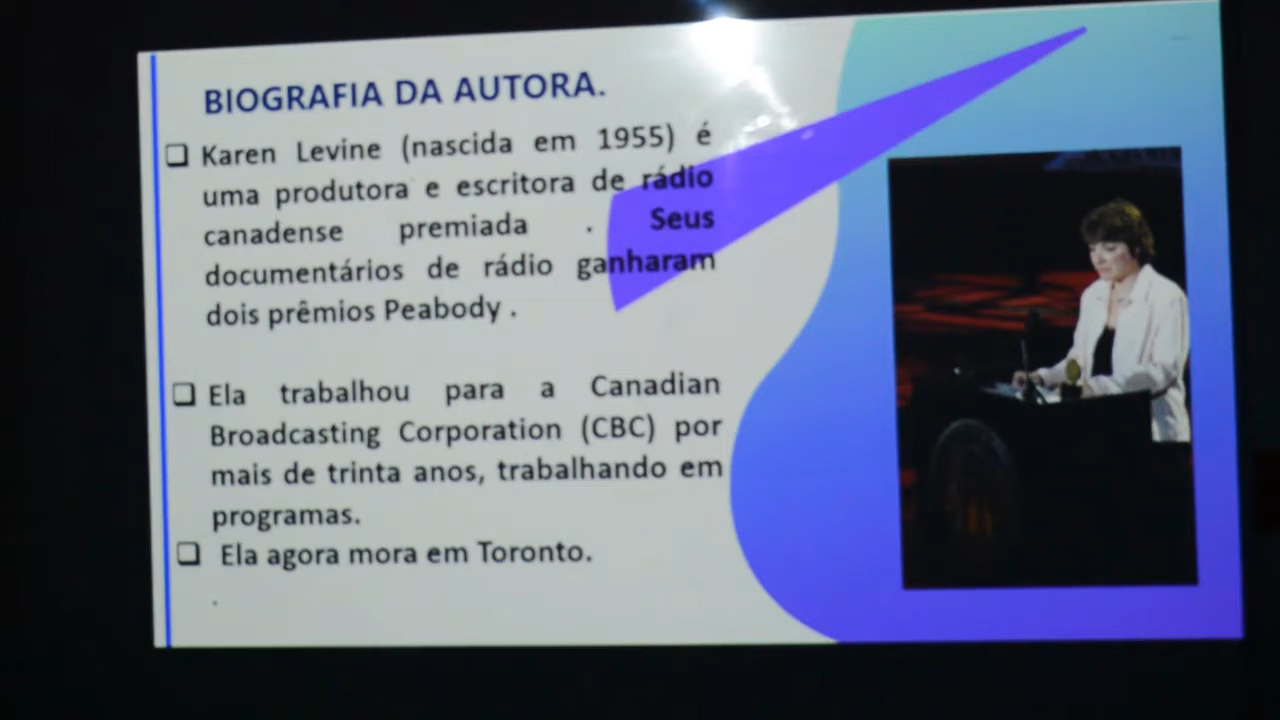 BIOGRAFIA DA AUTORA.
Karen Levine (nascida em 1955) é
uma produtora e escritora de rádio
canadense premiada . Seus
documentários de rádio ganharam
dois prêmios Peabody .
Ela trabalhou para a Canadian
Broadcasting Corporation (CBC) por
mais de trinta anos, trabalhando em
programas.
Ela agora mora em Toronto.
.